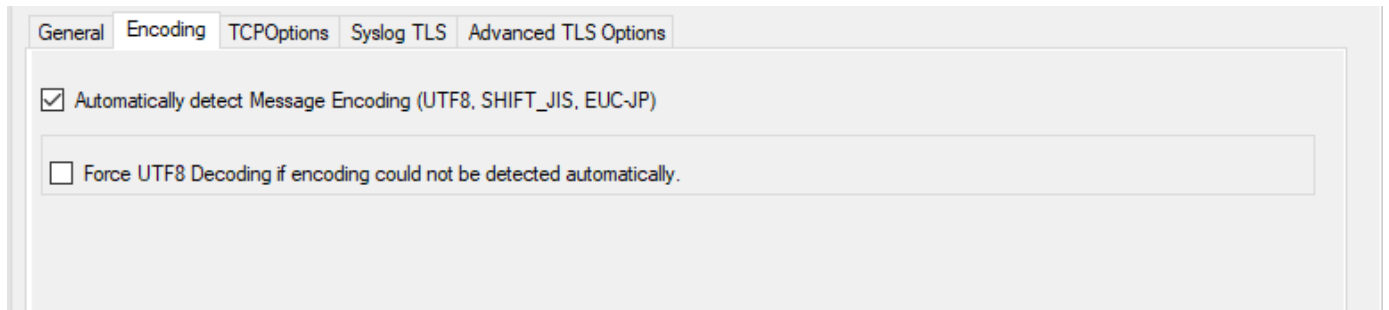 General Encoding TCPOptions Syslog TLS Advanced TLS Options
Automatically detect Message Encoding (UTF8, SHIFT_JIS, EUC-JP)
Force UTF8 Decoding if encoding could not be detected automatically.